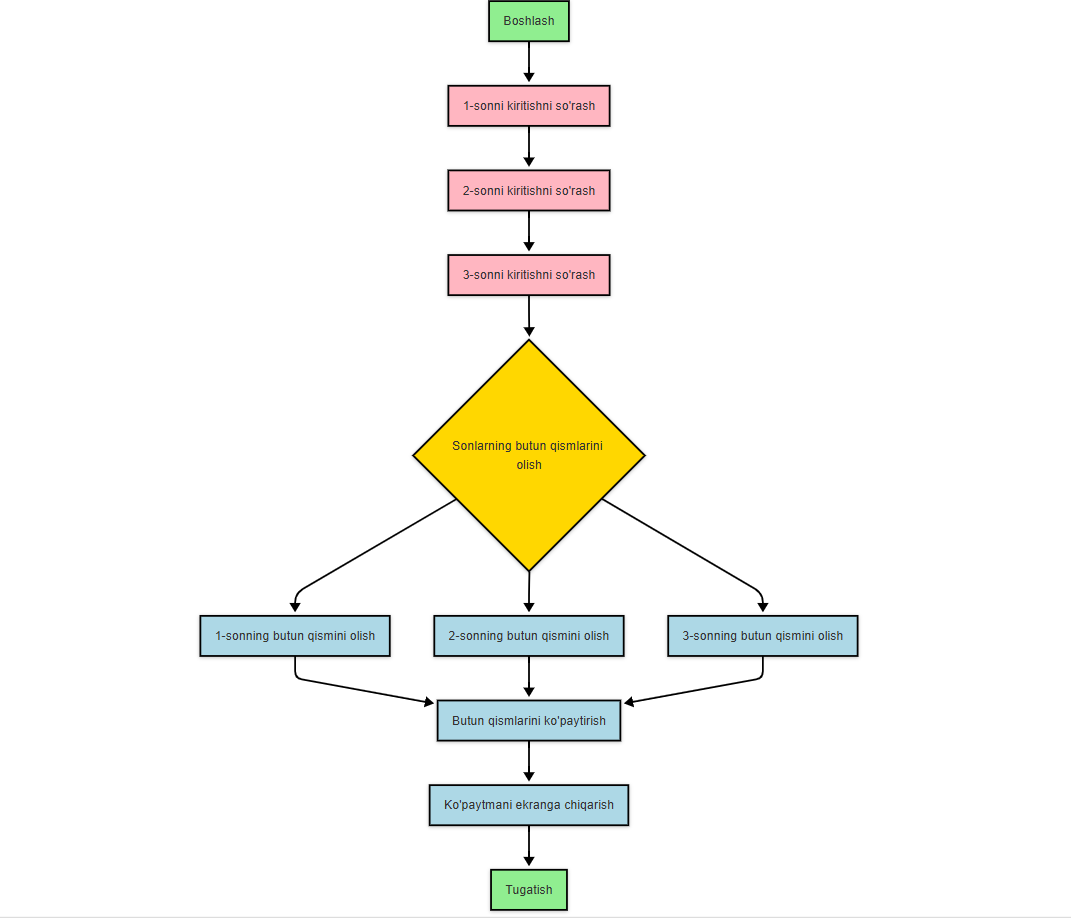 Boshlash
1-sonni kiritishni so'rash
2-sonni kiritishni so'rash
3-sonni kiritishni so'rash
Sonlarning butun qismlarini
olish
1-sonning butun qismini olish
2-sonning butun qismini olish
3-sonning butun qismini olish
Butun qismlarini ko'paytirish
Ko'paytmani ekranga chiqarish
Tugatish